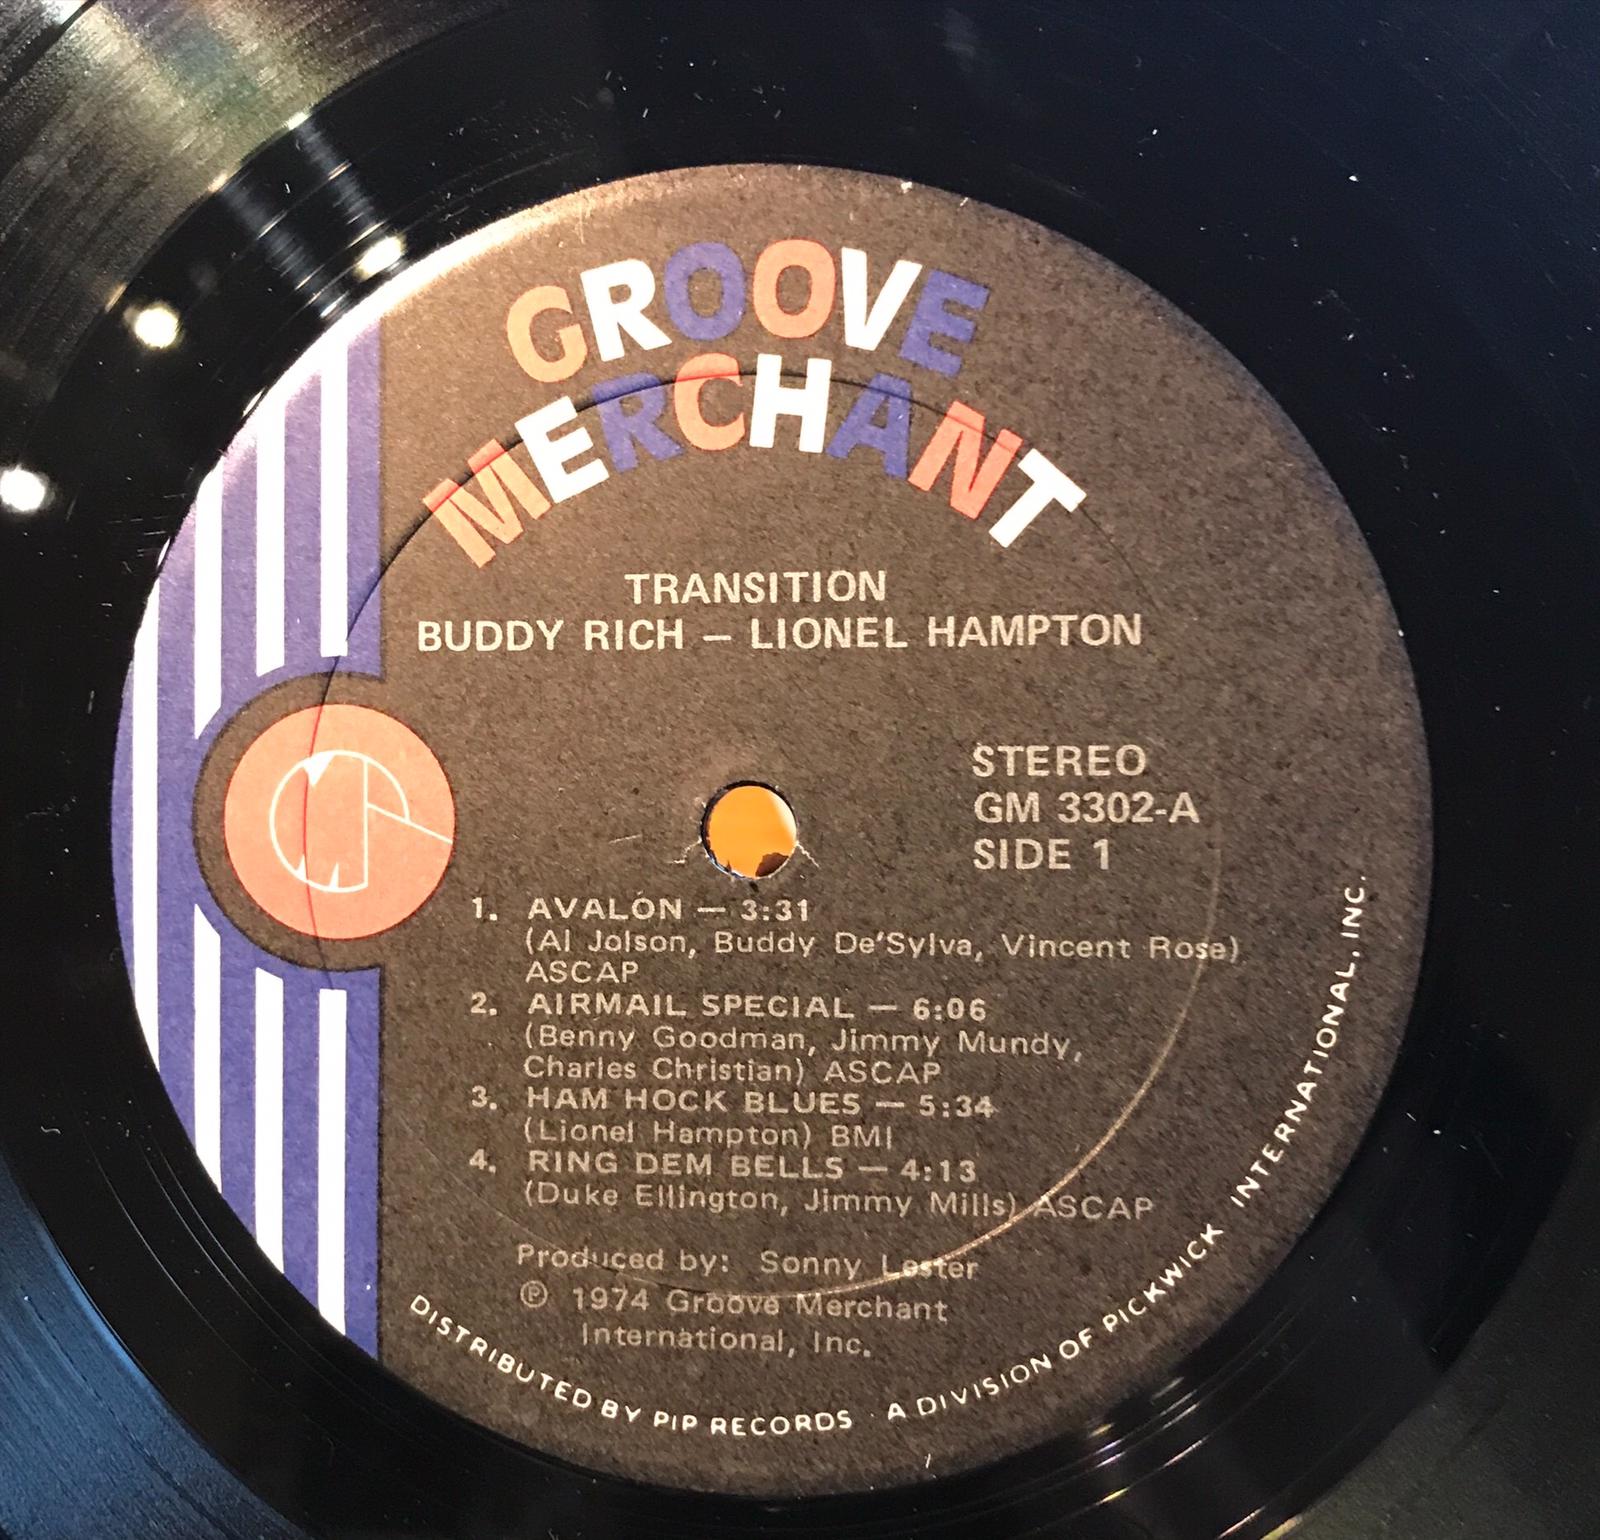 GROOVE
MERCHANT
TRANSITION
BUDDY RICH — LIONEL HAMPTON
STEREO
GM 3302-A
SIDE 1
1. AVALON — 3:31
(Al Jolson, Buddy De'Sylva, Vincent Rose)
ASCAP
2. AIRMAIL SPECIAL — 6:06
(Benny Goodman, Jimmy Mundy,
Charles Christian) ASCAP
3. HAM HOCK BLUES — 5:34
(Lionel Hampton) BMI
4. RING DEM BELLS — 4:13
(Duke Ellington, Jimmy Mills) ASCAP
Produced by: Sonny Lester
℗ 1974 Groove Merchant
International, Inc.
DISTRIBUTED BY PIP RECORDS · A DIVISION OF PICKWICK INTERNATIONAL, INC.